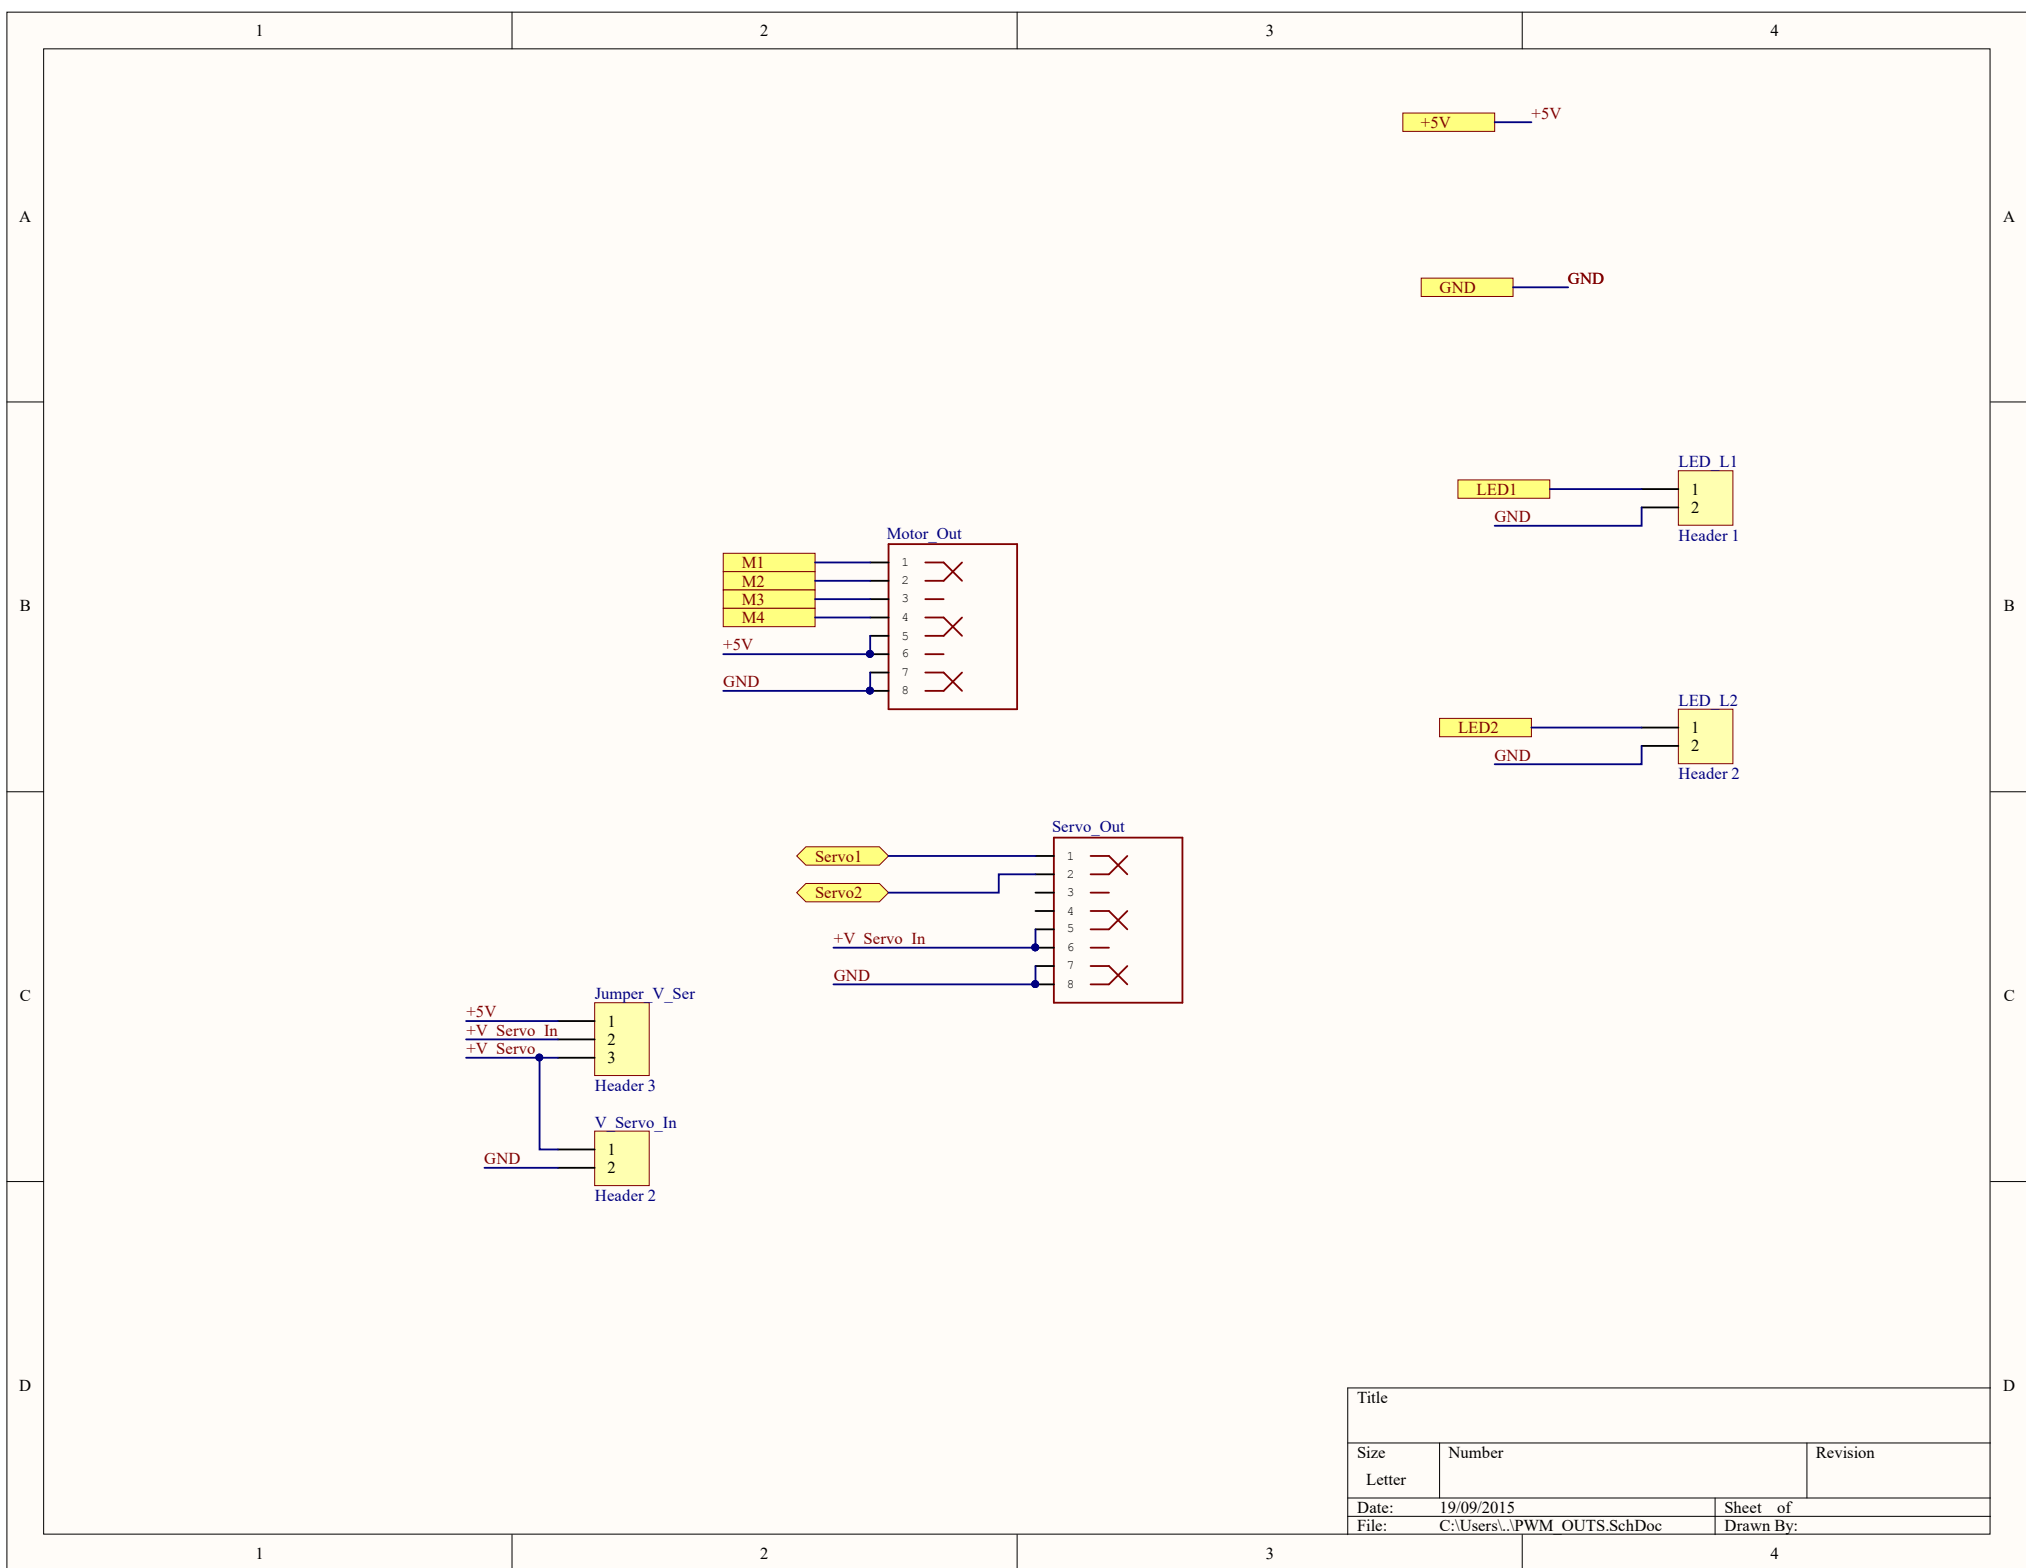 1 2 3 4
+5V +5V
A A
GND GND
LED_L1
LED1 1
GND 2
Header 1
Motor_Out
M1 1
M2 2
B B
M3 3
M4 4
5
+5V 6
7
GND 8
LED_L2
LED2 1
GND 2
Header 2
Servo_Out
Servo1 1
2
Servo2 3
4
5
+V_Servo_In 6
7
GND 8
C C
Jumper_V_Ser
+5V 1
+V_Servo_In 2
+V_Servo 3
Header 3
V_Servo_In
1
GND 2
Header 2
D D
Title
Size Number Revision
Letter
Date: 19/09/2015 Sheet of
File: C:\Users\..\PWM_OUTS.SchDoc Drawn By:
1 2 3 4